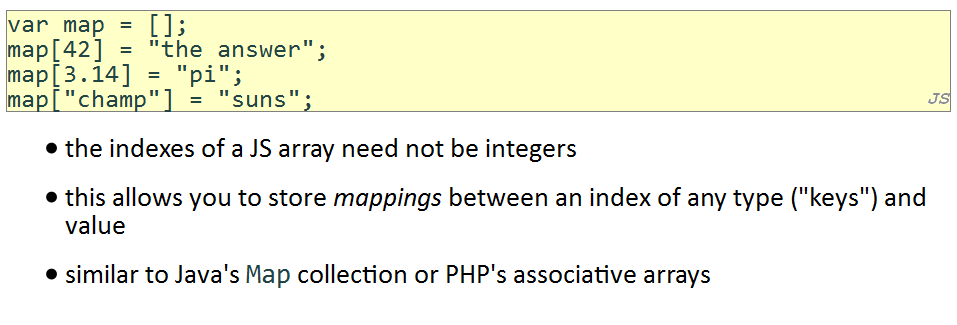 var map = [];
map[42] = "the answer";
map[3.14] = "pi";
map["champ"] = "suns";
JS
• the indexes of a JS array need not be integers
• this allows you to store mappings between an index of any type ("keys") and
value
• similar to Java's Map collection or PHP's associative arrays